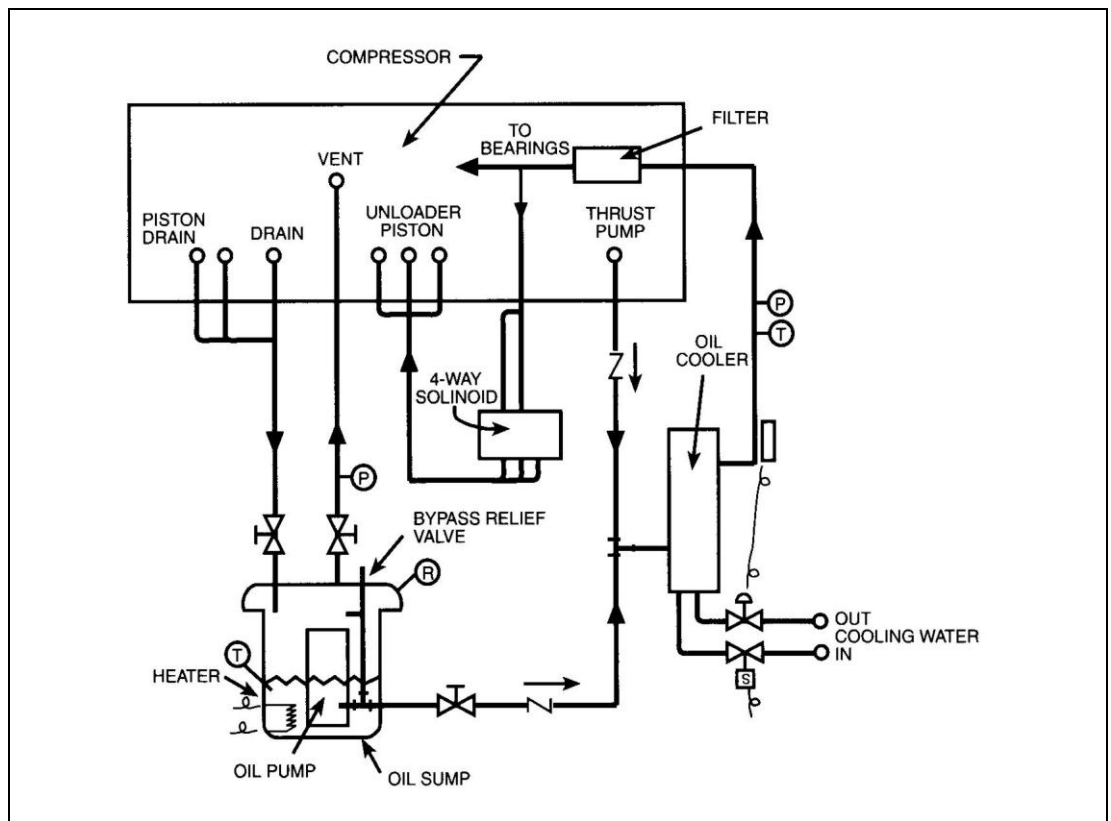 COMPRESSOR
FILTER
TO
BEARINGS
VENT
PISTON
DRAIN
DRAIN
UNLOADER
PISTON
THRUST
PUMP
P
T
OIL
COOLER
4-WAY
SOLINOID
P
BYPASS RELIEF
VALVE
R
OUT
COOLING WATER
IN
S
T
HEATER
OIL PUMP
OIL SUMP